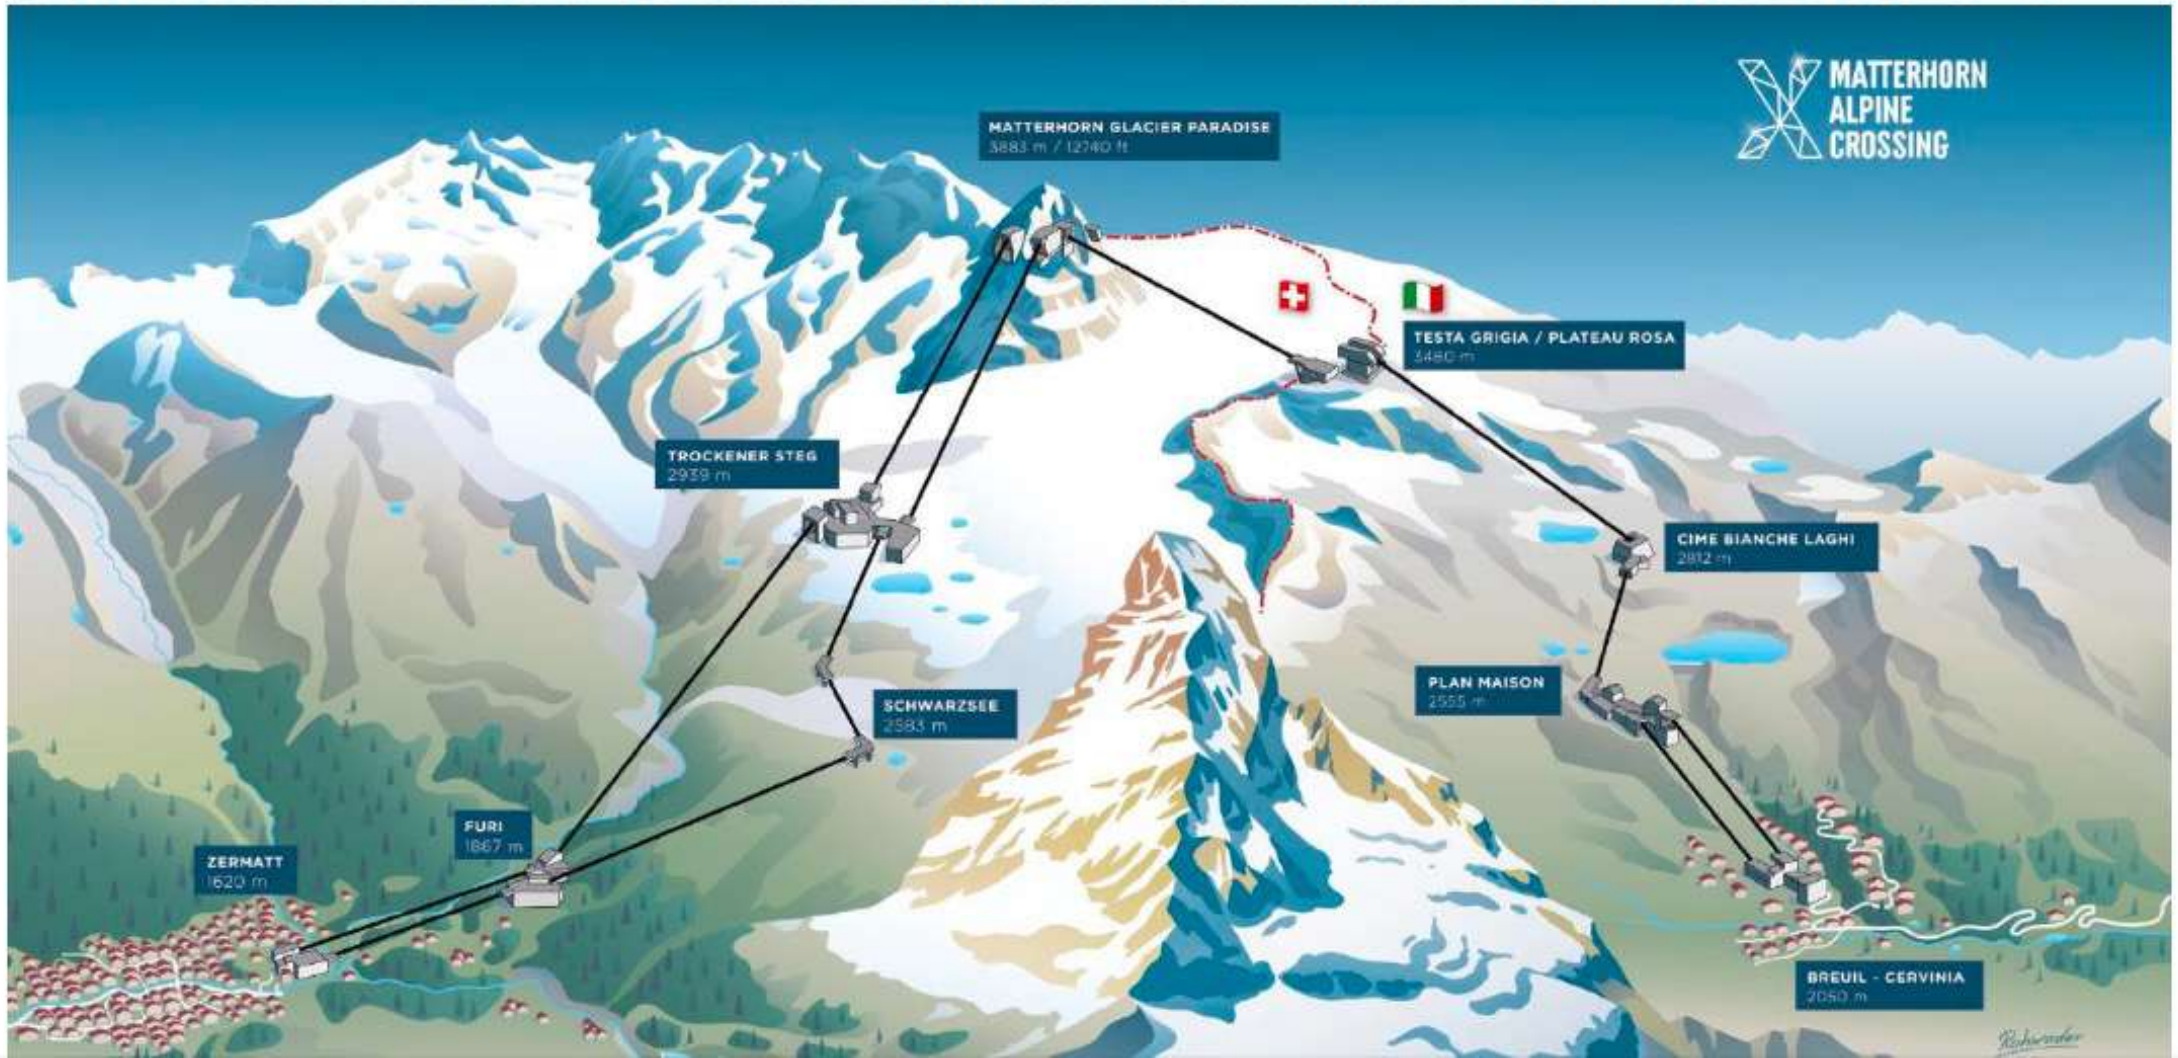 MATTERHORN
ALPINE
CROSSING
MATTERHORN GLACIER PARADISE
3883 m / 12740 ft
TESTA GRIGIA / PLATEAU ROSA
3480 m
TROCKENER STEG
2939 m
CIME BIANCHE LAGHI
2812 m
PLAN MAISON
2555 m
SCHWARZSEE
2583 m
FURI
1867 m
ZERMATT
1620 m
BREUIL - CERVINIA
2050 m